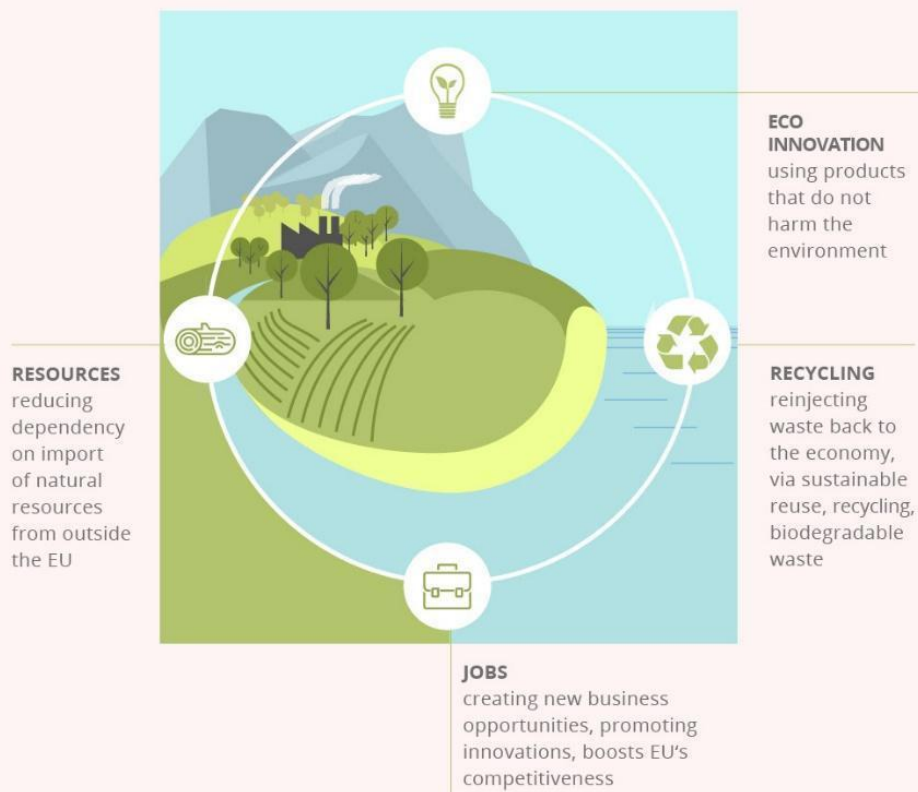 ECO
INNOVATION
using products
that do not
harm the
environment
RESOURCES
reducing
dependency
on import
of natural
resources
from outside
the EU
RECYCLING
reinjecting
waste back to
the economy,
via sustainable
reuse, recycling,
biodegradable
waste
JOBS
creating new business
opportunities, promoting
innovations, boosts EU‘s
competitiveness